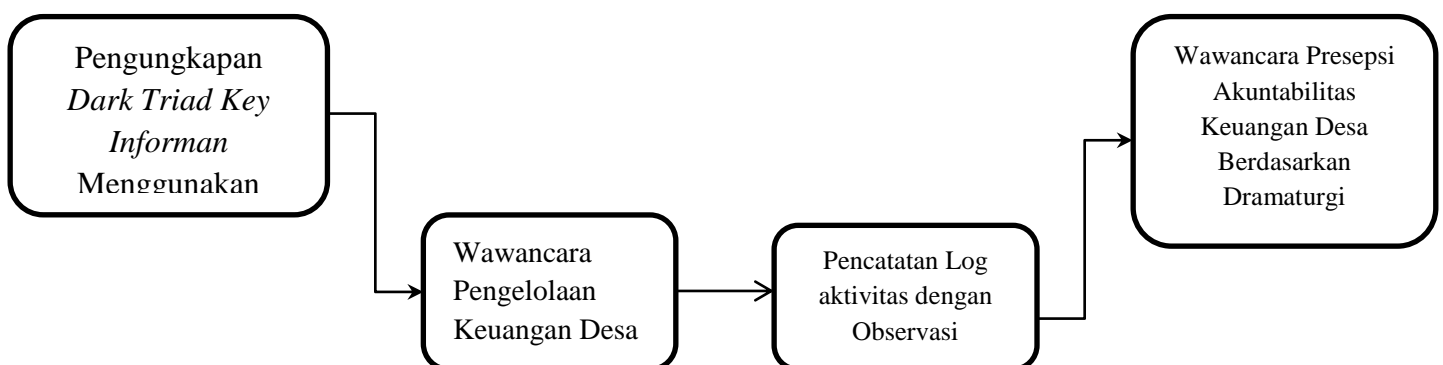 Pengungkapan
Dark Triad Key
Informan
Menggunakan
Wawancara
Pengelolaan
Keuangan Desa
Pencatatan Log
aktivitas dengan
Observasi
Wawancara Presepsi
Akuntabilitas
Keuangan Desa
Berdasarkan
Dramaturgi